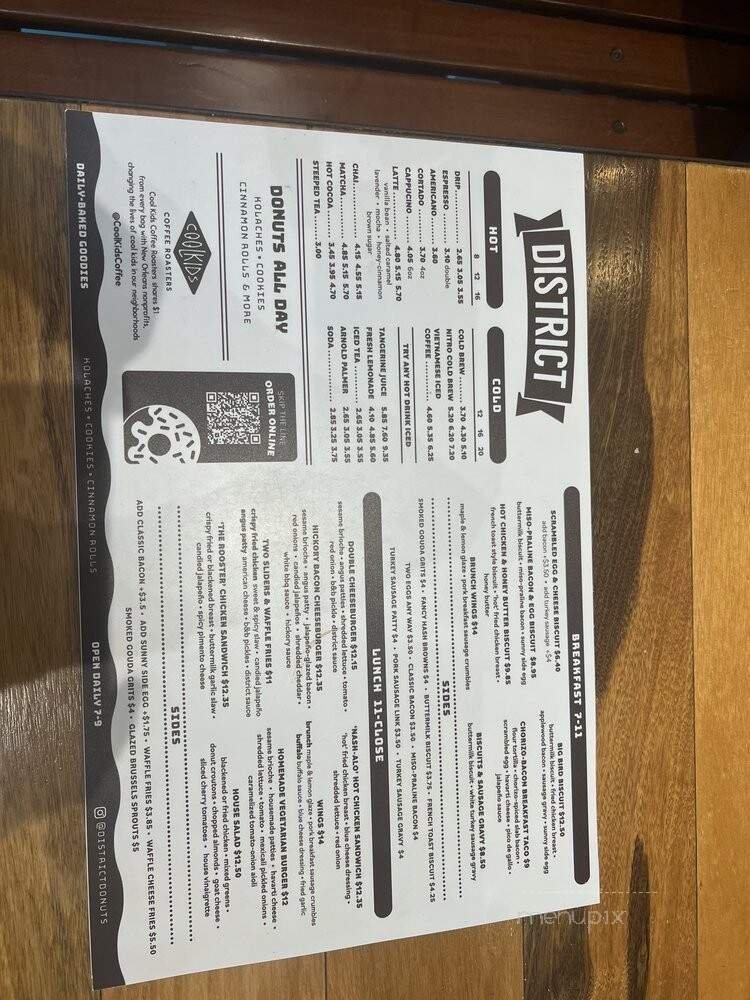 DISTRICT
HOT
8 12 16
DRIP 2.65 3.05 3.55
ESPRESSO 3.10 double
AMERICANO 3.60
CORTADO 3.70 4oz
CAPPUCINO 4.05 6oz
LATTE 4.80 5.15 5.70
vanilla bean • salted caramel
lavender • mocha • honey-cinnamon
brown sugar
CHAI 4.15 4.55 5.15
MATCHA 4.85 5.15 5.70
HOT COCOA 3.45 3.95 4.70
STEEPED TEA 3.00
COLD
12 16 20
COLD BREW 3.70 4.30 5.10
NITRO COLD BREW 5.20 6.20 7.20
VIETNAMESE ICED
COFFEE 4.60 5.35 6.25
TRY ANY HOT DRINK ICED
TANGERINE JUICE 5.85 7.60 9.35
FRESH LEMONADE 4.10 4.85 5.60
ICED TEA 2.65 3.05 3.55
ARNOLD PALMER 2.65 3.05 3.55
SODA 2.85 3.25 3.75
DONUTS ALL DAY
KOLACHES • COOKIES
CINNAMON ROLLS & MORE
SKIP THE LINE
ORDER ONLINE
COOL KIDS
COFFEE ROASTERS
Cool Kids Coffee Roasters shares $1
from every bag with New Orleans nonprofits,
changing the lives of cool kids in our neighborhoods
@CoolKidsCoffee
BREAKFAST 7-11
SCRAMBLED EGG & CHEESE BISCUIT $6.40
add bacon +$3.50 • add turkey sausage +$4
MISO-PRALINE BACON & EGG BISCUIT $8.95
buttermilk biscuit • miso-praline bacon • sunny side egg
HOT CHICKEN & HONEY BUTTER BISCUIT $9.85
french toast style biscuit • 'hot' fried chicken breast •
honey butter
BRUNCH WINGS $14
maple & lemon glaze • pork breakfast sausage crumbles
BIG BIRD BISCUIT $12.50
buttermilk biscuit • fried chicken breast •
applewood bacon • sausage gravy • sunny side egg
CHORIZO-BACON BREAKFAST TACO $9
flour tortilla • chorizo-spiced slab bacon •
scrambled egg • havarti cheese • pico de gallo •
jalapeño sauce
BISCUITS & SAUSAGE GRAVY $8.50
buttermilk biscuit • white turkey sausage gravy
SIDES
SMOKED GOUDA GRITS $4 • FANCY HASH BROWNS $4 • BUTTERMILK BISCUIT $3.75 • FRENCH TOAST BISCUIT $4.25
TWO EGGS ANY WAY $3.50 • CLASSIC BACON $3.50 • MISO-PRALINE BACON $4
TURKEY SAUSAGE PATTY $4 • PORK SAUSAGE LINK $3.50 • TURKEY SAUSAGE GRAVY $4
LUNCH 11-CLOSE
DOUBLE CHEESEBURGER $12.15
sesame brioche • angus patties • shredded lettuce • tomato •
red onion • b&b pickle • district sauce
HICKORY BACON CHEESEBURGER $12.35
sesame brioche • angus patty • jalapeño-glazed bacon •
red onions • candied jalapeños • shredded cheddar •
white bbq sauce • hickory sauce
TWO SLIDERS & WAFFLE FRIES $11
crispy fried chicken sweet & spicy slaw • candied jalapeño
angus patty american cheese • b&b pickles • district sauce
'THE ROOSTER' CHICKEN SANDWICH $12.35
crispy fried or blackened breast • buttermilk garlic slaw •
candied jalapeño • spicy pimento cheese
'NASH-ALO' HOT CHICKEN SANDWICH $12.35
'hot' fried chicken breast • blue cheese dressing •
shredded lettuce • red onion
WINGS $14
brunch maple & lemon glaze • pork breakfast sausage crumbles
buffalo buffalo sauce • blue cheese dressing • fried garlic
HOMEMADE VEGETARIAN BURGER $12
sesame brioche • housemade patties • havarti cheese •
shredded lettuce • tomato • mexicali pickled onions •
caramelized tomato-onion aioli
HOUSE SALAD $12.50
blackened or fried chicken • mixed greens •
donut croutons • chopped almonds • goat cheese •
sliced cherry tomatoes • house vinaigrette
SIDES
ADD CLASSIC BACON +$3.5 • ADD SUNNY SIDE EGG +$1.75 • WAFFLE FRIES $3.85 • WAFFLE CHEESE FRIES $5.50
SMOKED GOUDA GRITS $4 • GLAZED BRUSSELS SPROUTS $5
DAILY-BAKED GOODIES
KOLACHES • COOKIES • CINNAMON ROLLS
OPEN DAILY 7-9
@DISTRICTDONUTS
menupix